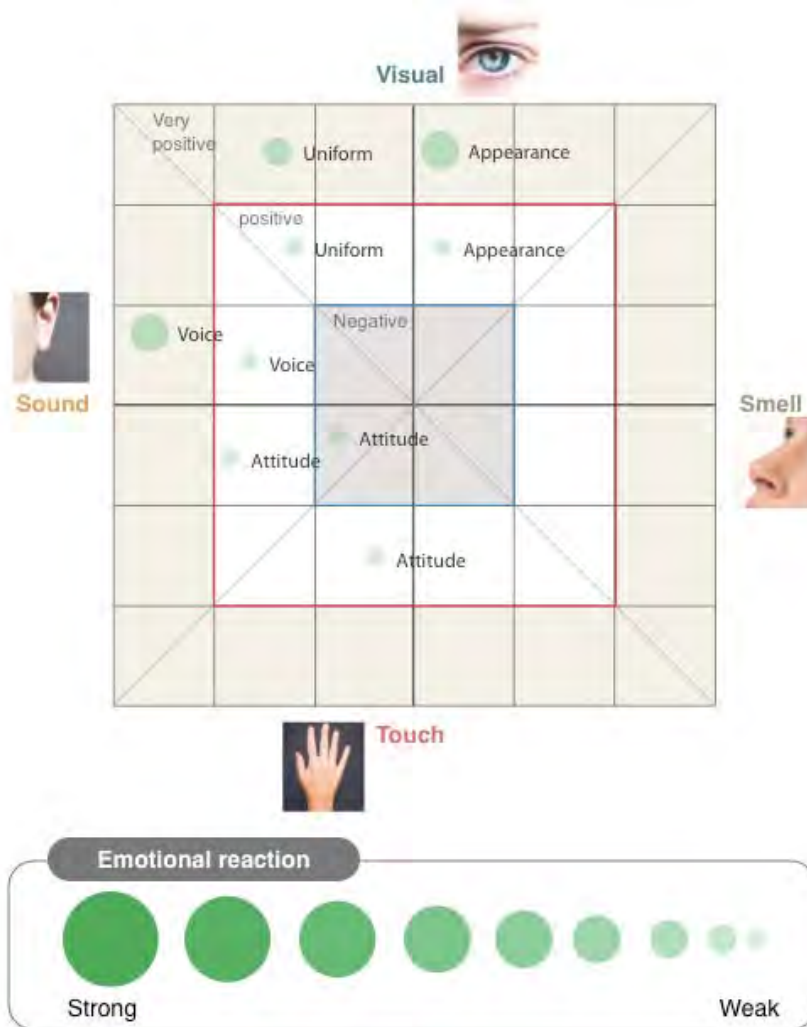 Visual
Very
positive
Uniform
Appearance
positive
Uniform
Appearance
Negative
Voice
Voice
Sound
Smell
Attitude
Attitude
Attitude
Touch
Emotional reaction
Strong
Weak